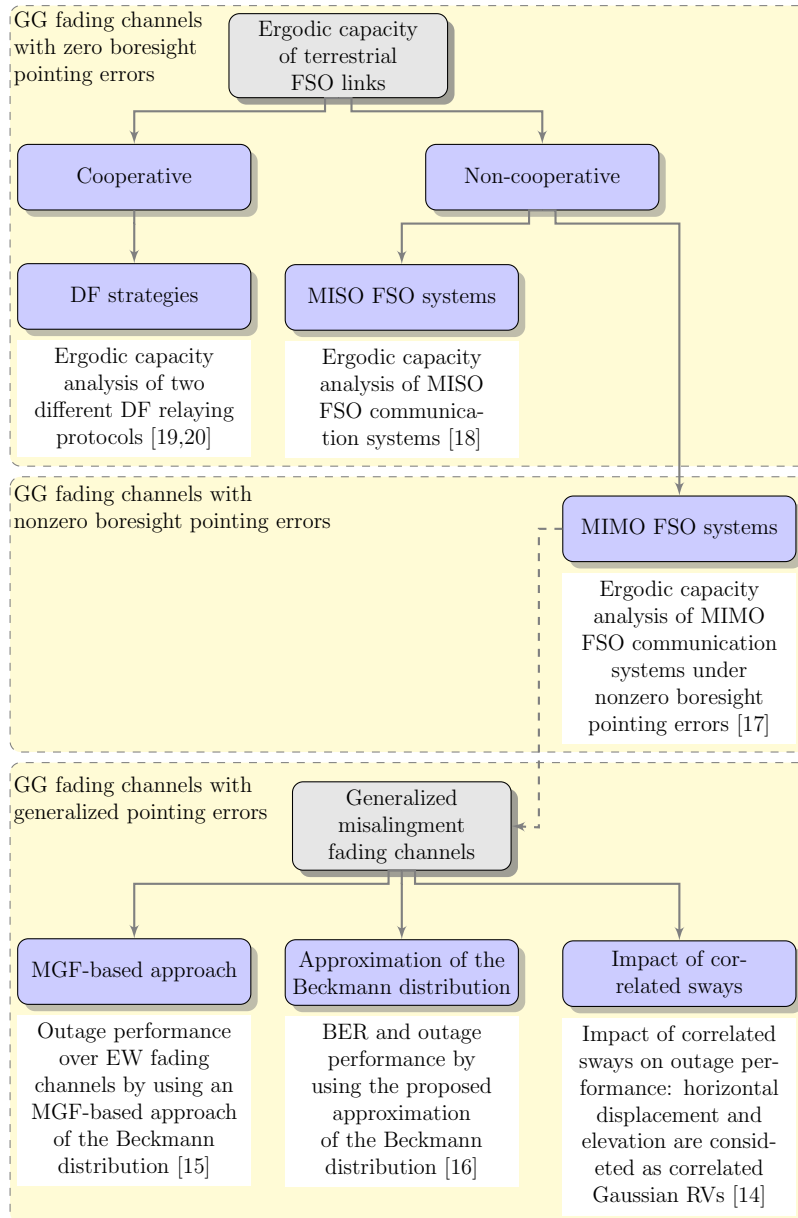 GG fading channels
with zero boresight
pointing errors
Ergodic capacity
of terrestrial
FSO links
Cooperative
Non-cooperative
DF strategies
MISO FSO systems
Ergodic capacity
analysis of two
different DF relaying
protocols [19,20]
Ergodic capacity
analysis of MISO
FSO communica-
tion systems [18]
GG fading channels with
nonzero boresight pointing errors
MIMO FSO systems
Ergodic capacity
analysis of MIMO
FSO communication
systems under
nonzero boresight
pointing errors [17]
GG fading channels with
generalized pointing errors
Generalized
misalingment
fading channels
MGF-based approach
Approximation of the
Beckmann distribution
Impact of cor-
related sways
Outage performance
over EW fading
channels by using an
MGF-based approach
of the Beckmann
distribution [15]
BER and outage
performance by
using the proposed
approximation
of the Beckmann
distribution [16]
Impact of correlated
sways on outage per-
formance: horizontal
displacement and
elevation are consid-
ered as correlated
Gaussian RVs [14]